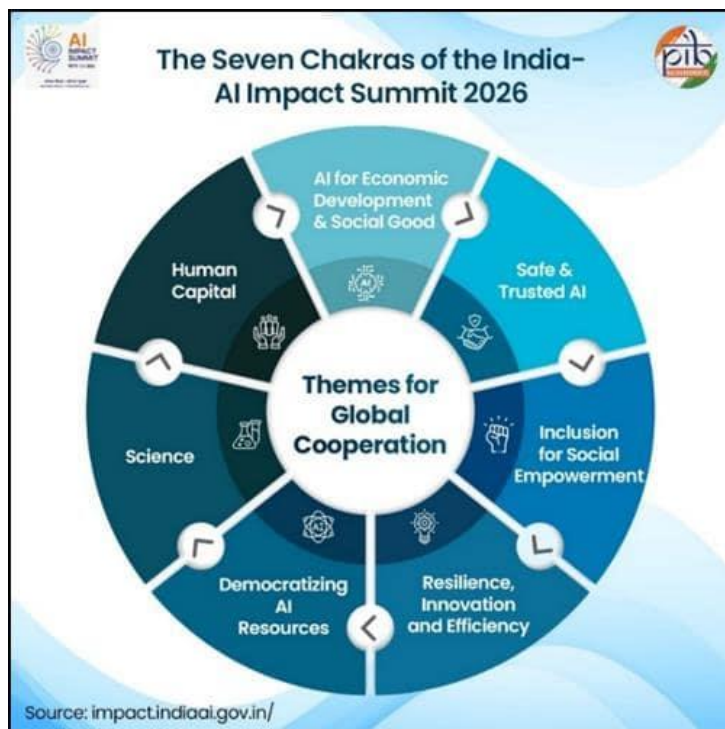 AI
IMPACT
SUMMIT
The Seven Chakras of the India-
AI Impact Summit 2026
pib
AI for Economic
Development
& Social Good
AI
Safe &
Trusted AI
Inclusion
for Social
Empowerment
Resilience,
Innovation
and Efficiency
Democratizing
AI
Resources
Science
Human
Capital
Themes for
Global
Cooperation
Source: impact.indiaai.gov.in/